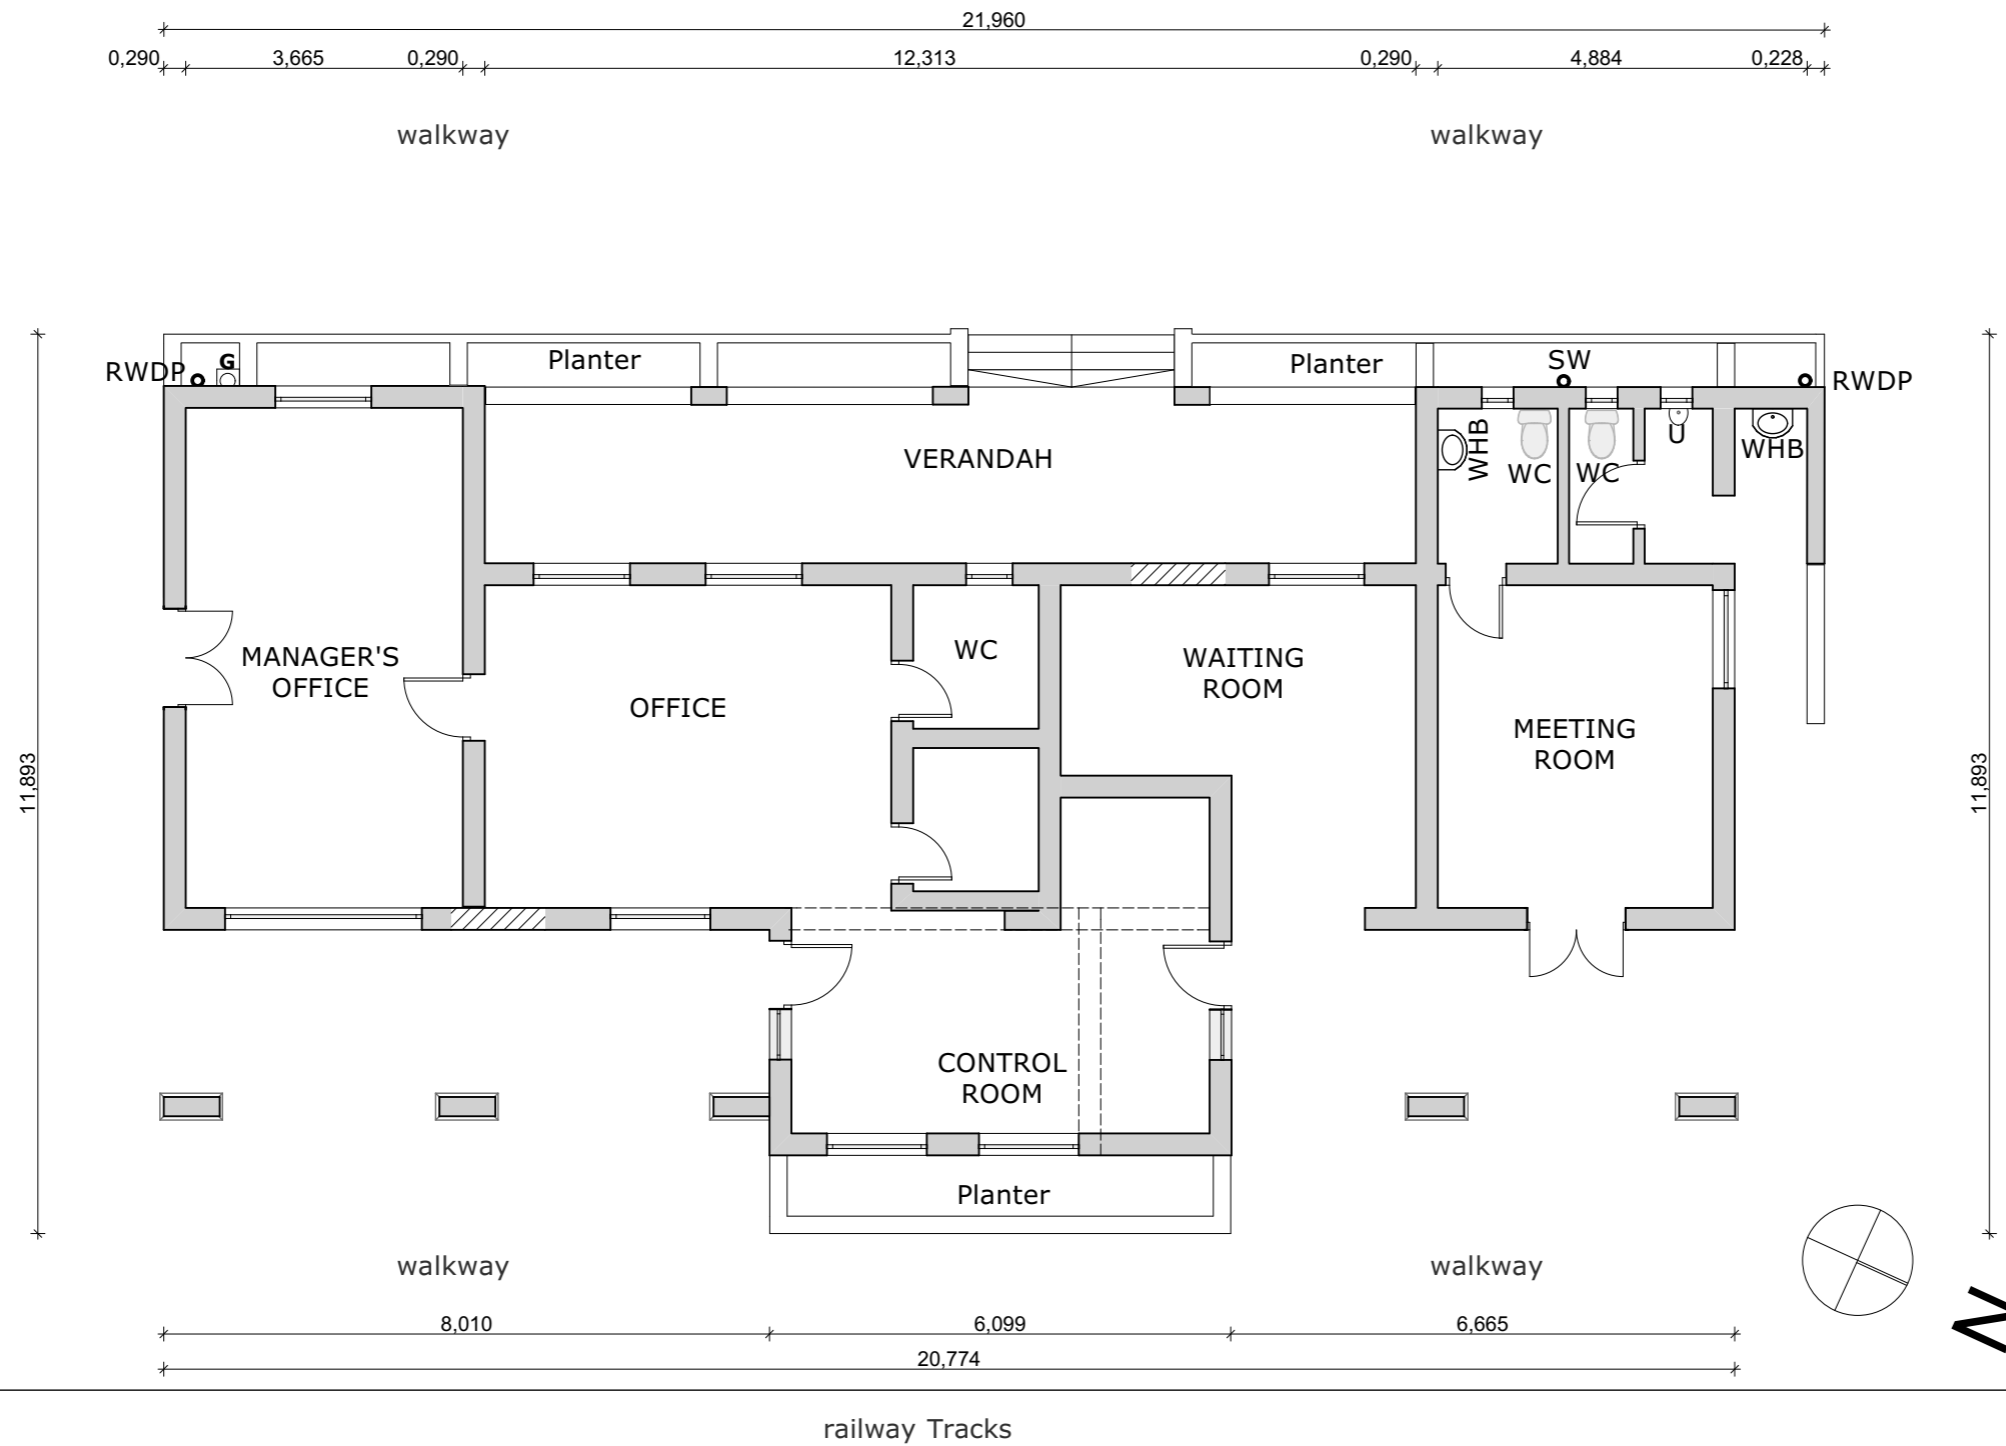 21,960
0,290
3,665
0,290
12,313
0,290
4,884
0,228
walkway
walkway
RWDP
G
Planter
Planter
SW
RWDP
VERANDAH
WHB
WC
WC
U
WHB
MANAGER'S
OFFICE
OFFICE
WC
WAITING
ROOM
MEETING
ROOM
11,893
11,893
CONTROL
ROOM
Planter
walkway
walkway
N
8,010
6,099
6,665
20,774
railway Tracks